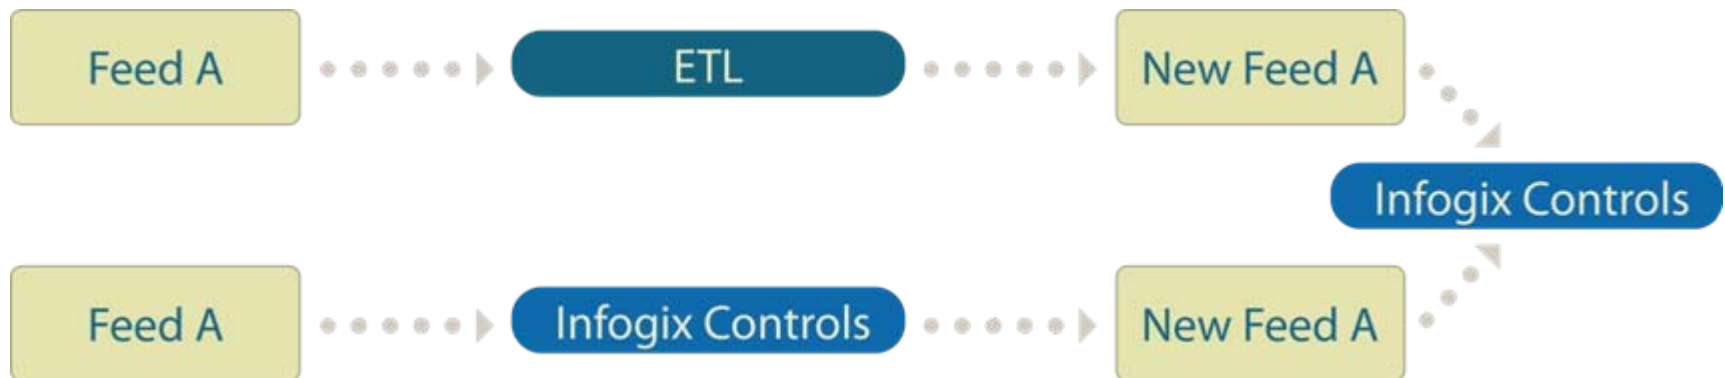 Feed A
ETL
New Feed A
Infogix Controls
Feed A
Infogix Controls
New Feed A